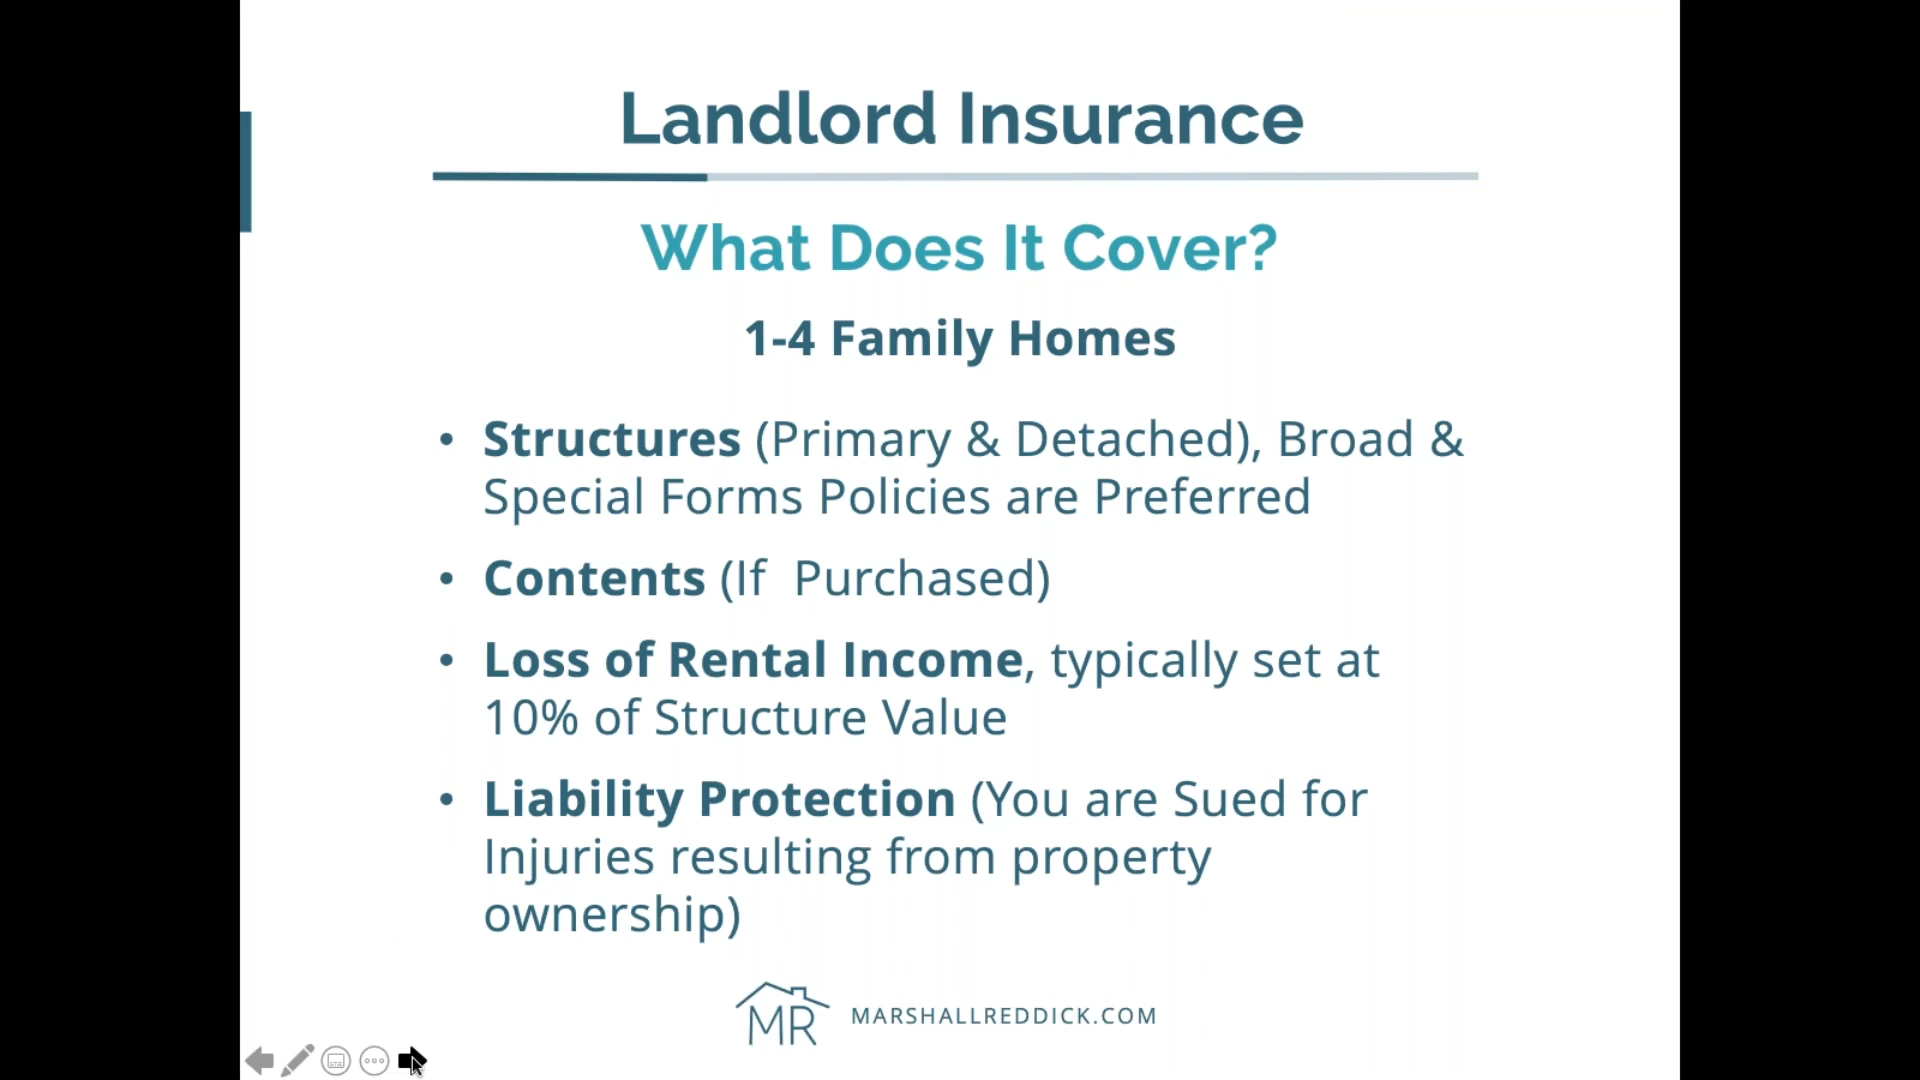 Landlord Insurance
What Does It Cover?
1-4 Family Homes
• Structures (Primary & Detached), Broad &
Special Forms Policies are Preferred
• Contents (If  Purchased)
• Loss of Rental Income, typically set at
10% of Structure Value
• Liability Protection (You are Sued for
Injuries resulting from property
ownership)
MR MARSHALLREDDICK.COM